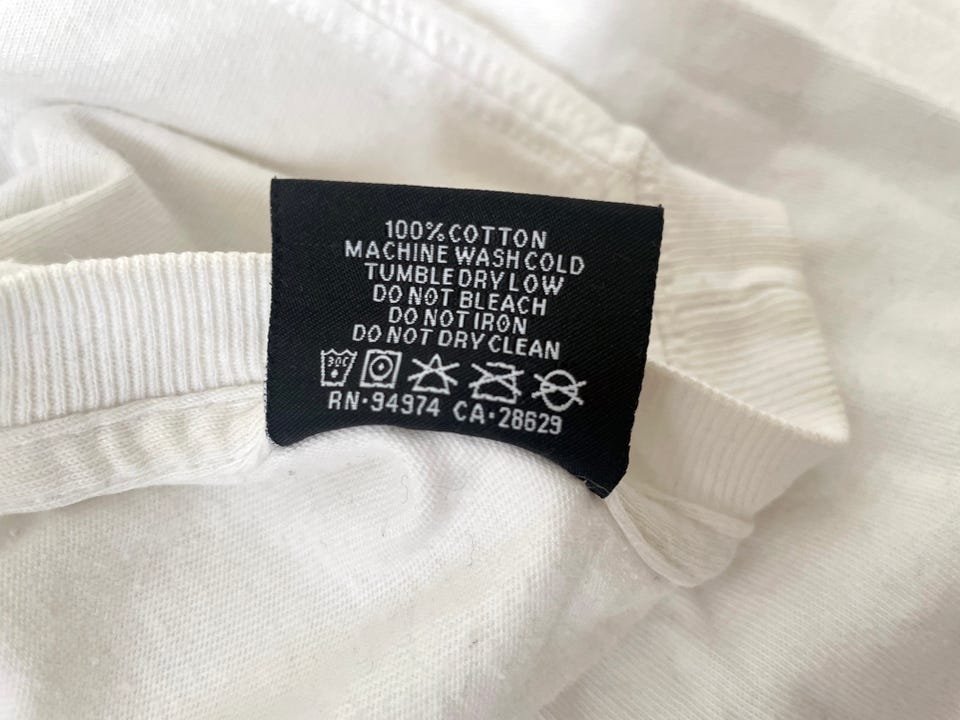 100% COTTON
MACHINE WASH COLD
TUMBLE DRY LOW
DO NOT BLEACH
DO NOT IRON
DO NOT DRY CLEAN
30C
RN·94974 CA·28629